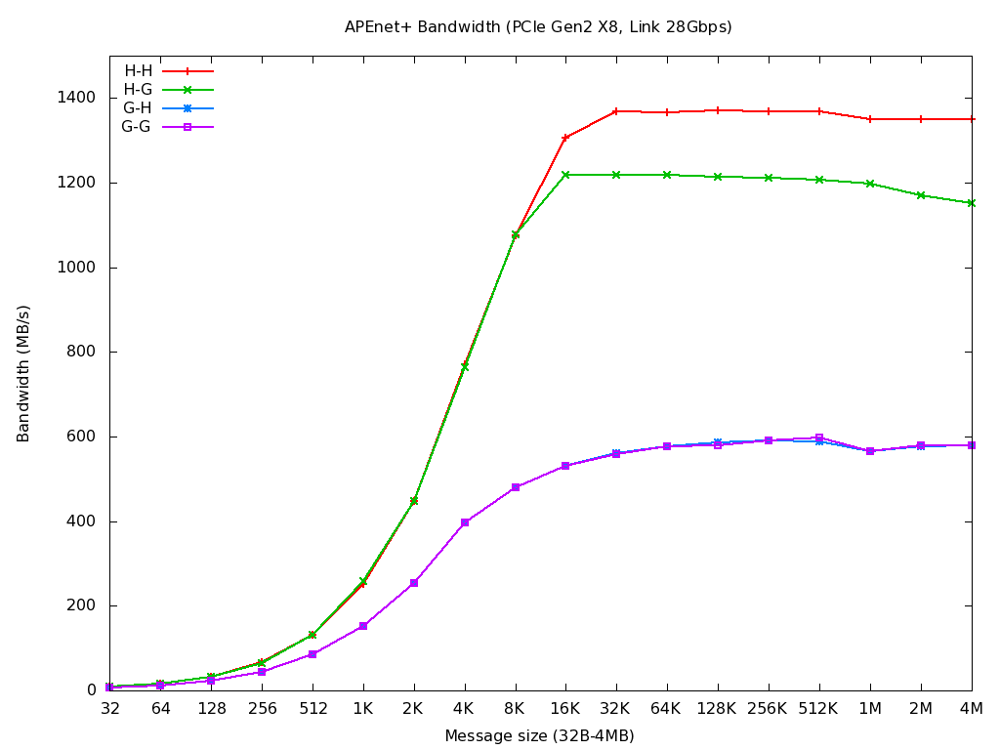 APEnet+ Bandwidth (PCIe Gen2 X8, Link 28Gbps)
H-H
H-G
G-H
G-G
1400
1200
1000
800
600
400
200
0
Bandwidth (MB/s)
32 64 128 256 512 1K 2K 4K 8K 16K 32K 64K 128K 256K 512K 1M 2M 4M
Message size (32B-4MB)